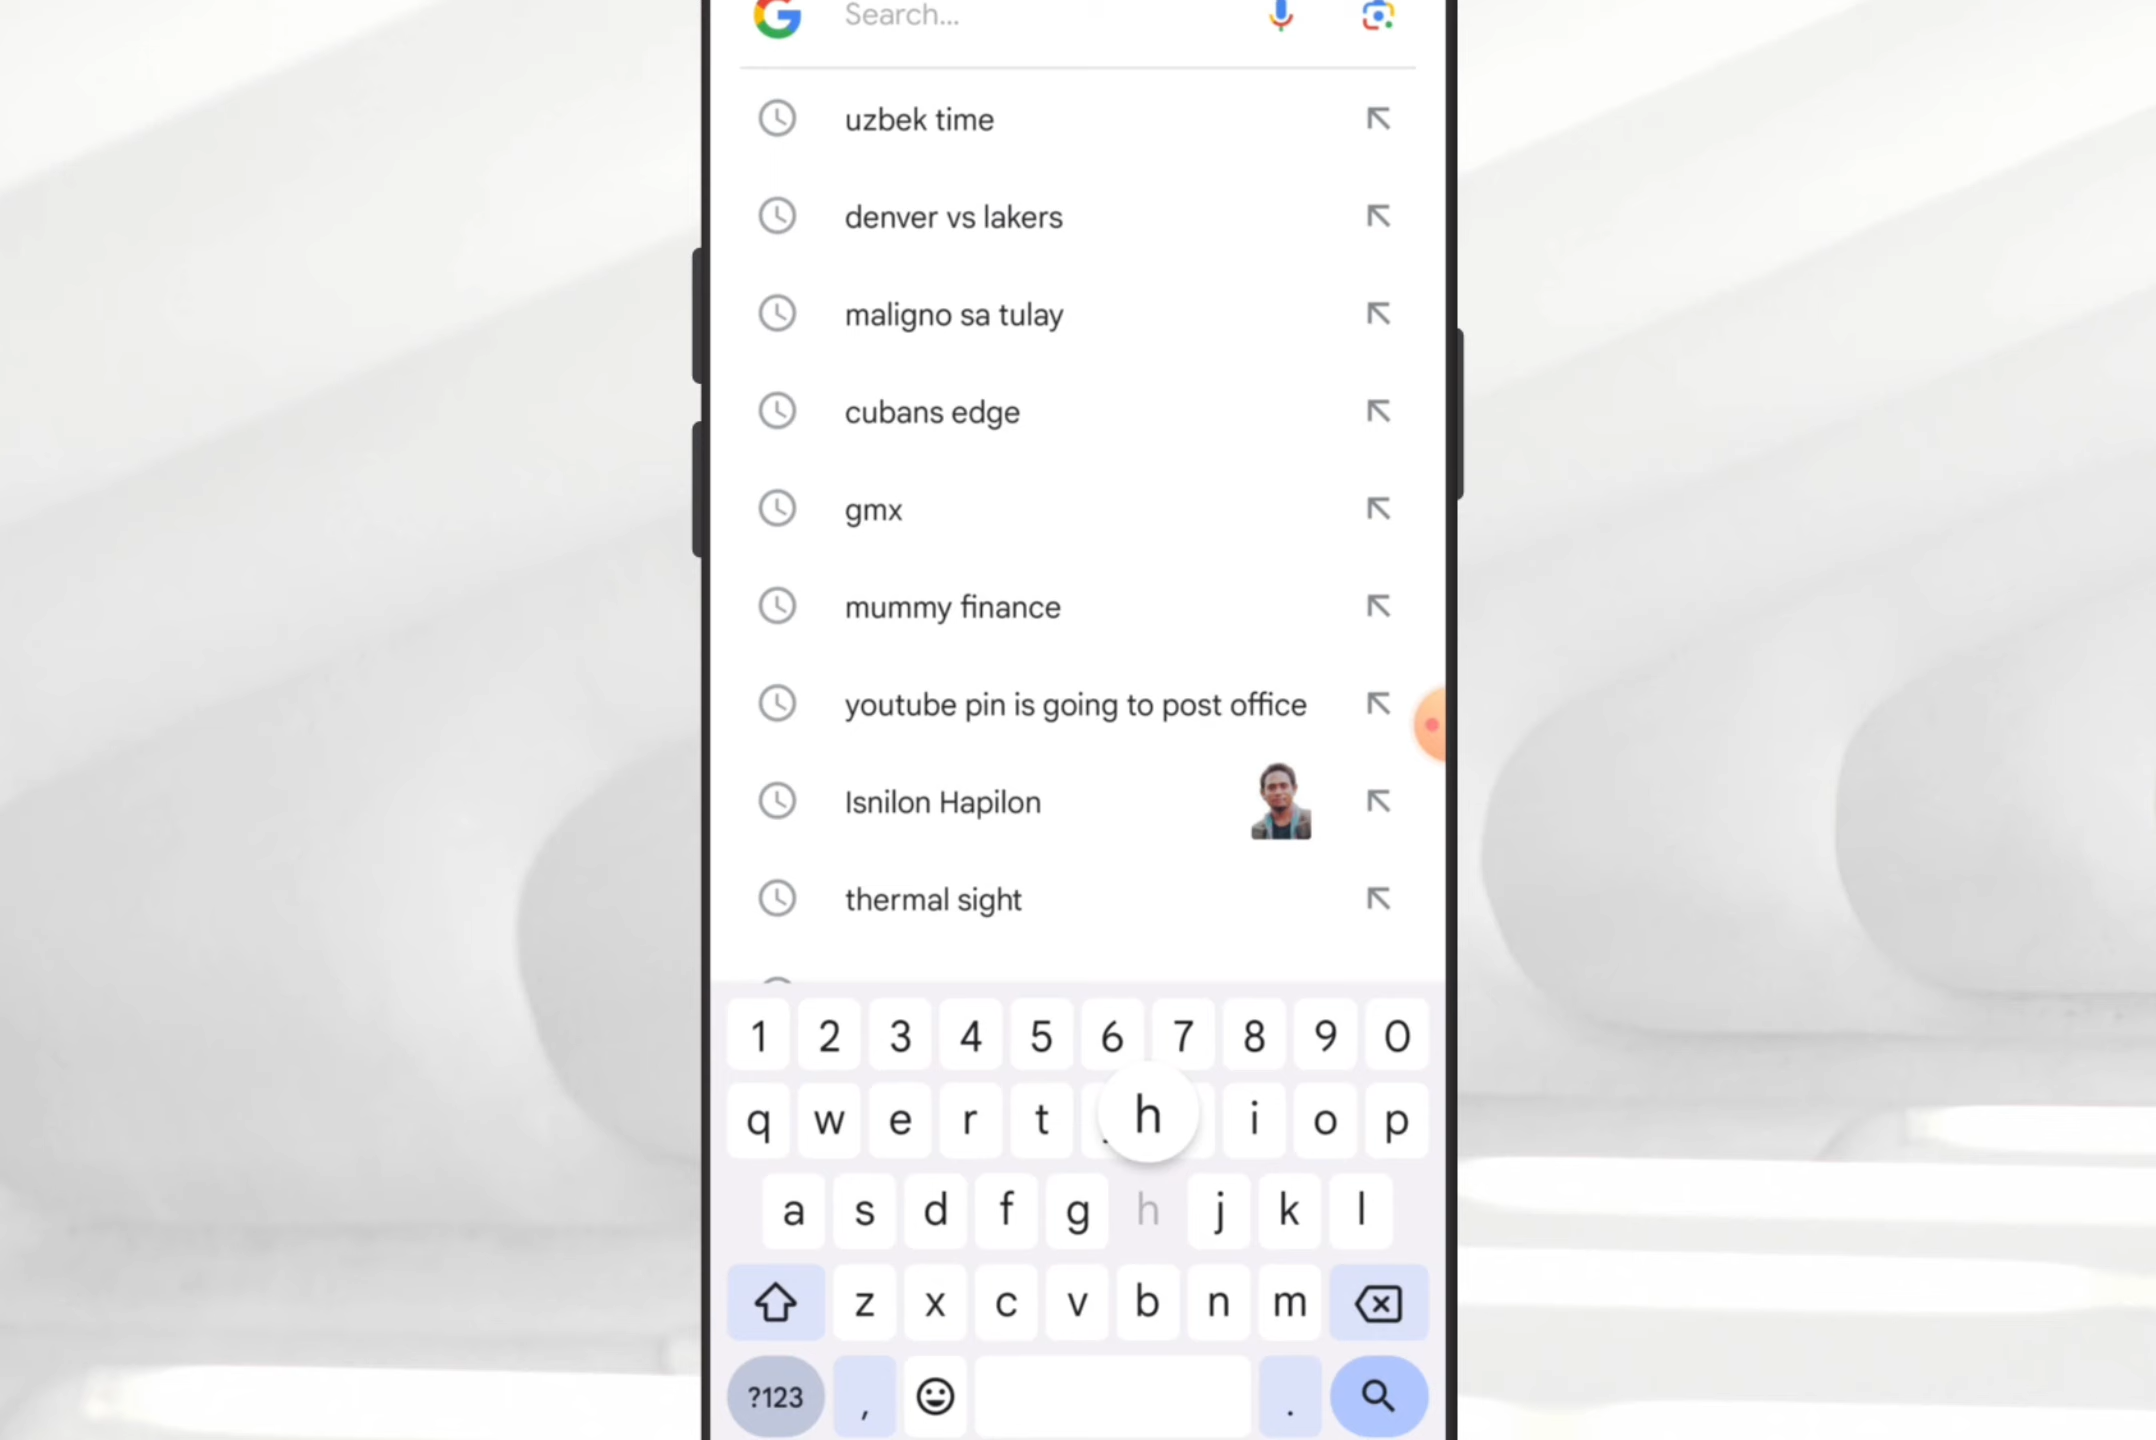 Search...
uzbek time
denver vs lakers
maligno sa tulay
cubans edge
gmx
mummy finance
youtube pin is going to post office
Isnilon Hapilon
thermal sight
1 2 3 4 5 6 7 8 9 0
q w e r t h i o p
a s d f g h j k l
z x c v b n m
?123 , .